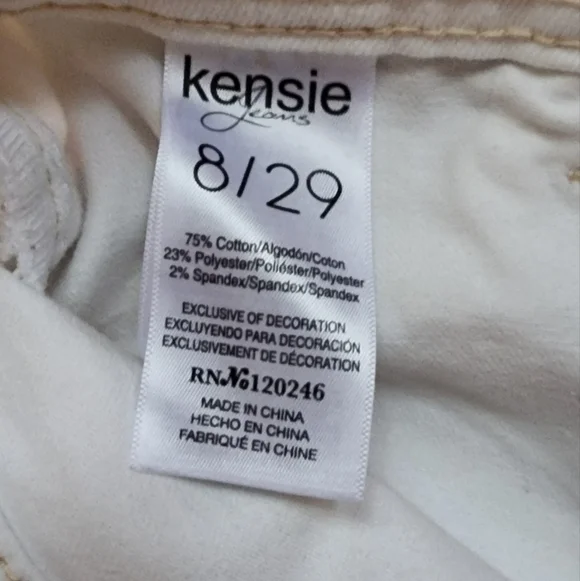 kensie
Jeans
8/29
75% Cotton/Algodón/Coton
23% Polyester/Poliéster/Polyester
2% Spandex/Spandex/Spandex
EXCLUSIVE OF DECORATION
EXCLUYENDO PARA DECORACIÓN
EXCLUSIVEMENT DE DÉCORATION
RN№120246
MADE IN CHINA
HECHO EN CHINA
FABRIQUÉ EN CHINE